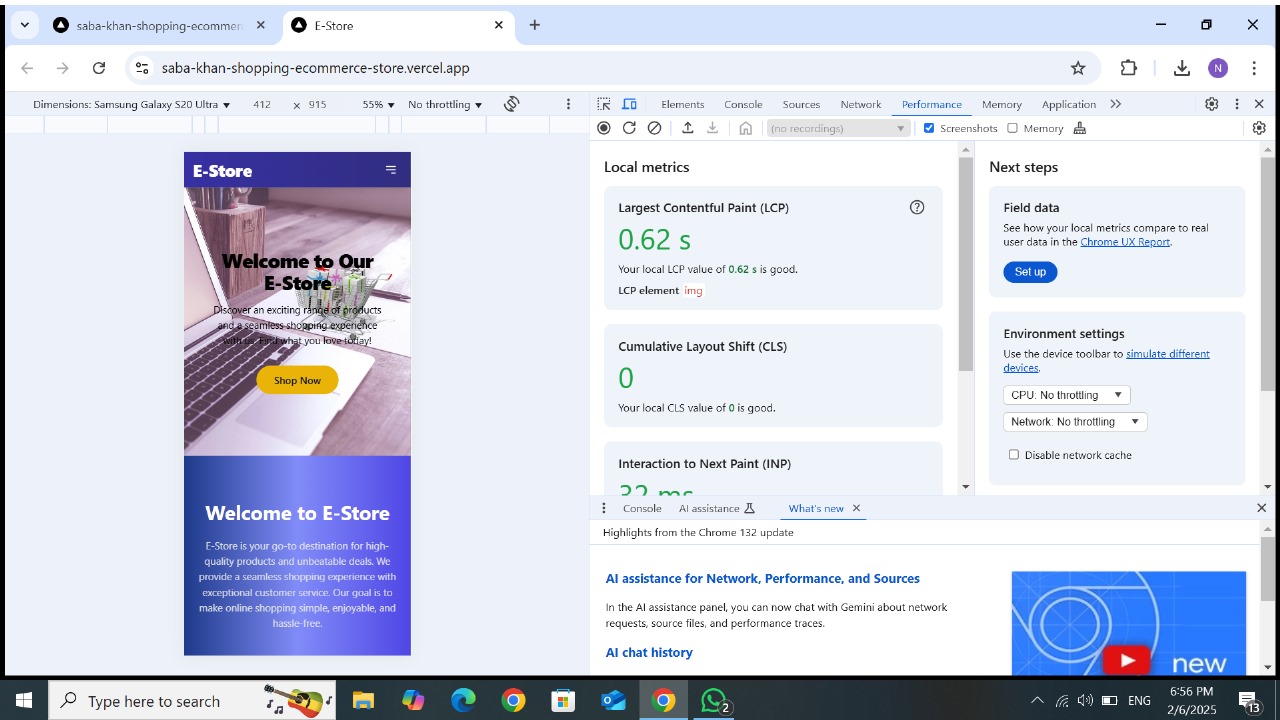 saba-khan-shopping-ecommer
E-Store
saba-khan-shopping-ecommerce-store.vercel.app
N
Dimensions: Samsung Galaxy S20 Ultra 412 × 915 55% No throttling
Elements Console Sources Network Performance Memory Application
(no recordings) Screenshots Memory
E-Store
Welcome to Our
E-Store
Discover an exciting range of products
and a seamless shopping experience
with us. Find what you love today!
Shop Now
Welcome to E-Store
E-Store is your go-to destination for high-
quality products and unbeatable deals. We
provide a seamless shopping experience with
exceptional customer service. Our goal is to
make online shopping simple, enjoyable, and
hassle-free.
Local metrics
Largest Contentful Paint (LCP)
0.62 s
Your local LCP value of 0.62 s is good.
LCP element img
Cumulative Layout Shift (CLS)
0
Your local CLS value of 0 is good.
Interaction to Next Paint (INP)
32 ms
Next steps
Field data
See how your local metrics compare to real
user data in the Chrome UX Report.
Set up
Environment settings
Use the device toolbar to simulate different
devices.
CPU: No throttling
Network: No throttling
Disable network cache
Console AI assistance What's new
Highlights from the Chrome 132 update
AI assistance for Network, Performance, and Sources
In the AI assistance panel, you can now chat with Gemini about network
requests, source files, and performance traces.
AI chat history
new
Type here to search
2
ENG
6:56 PM
2/6/2025
13